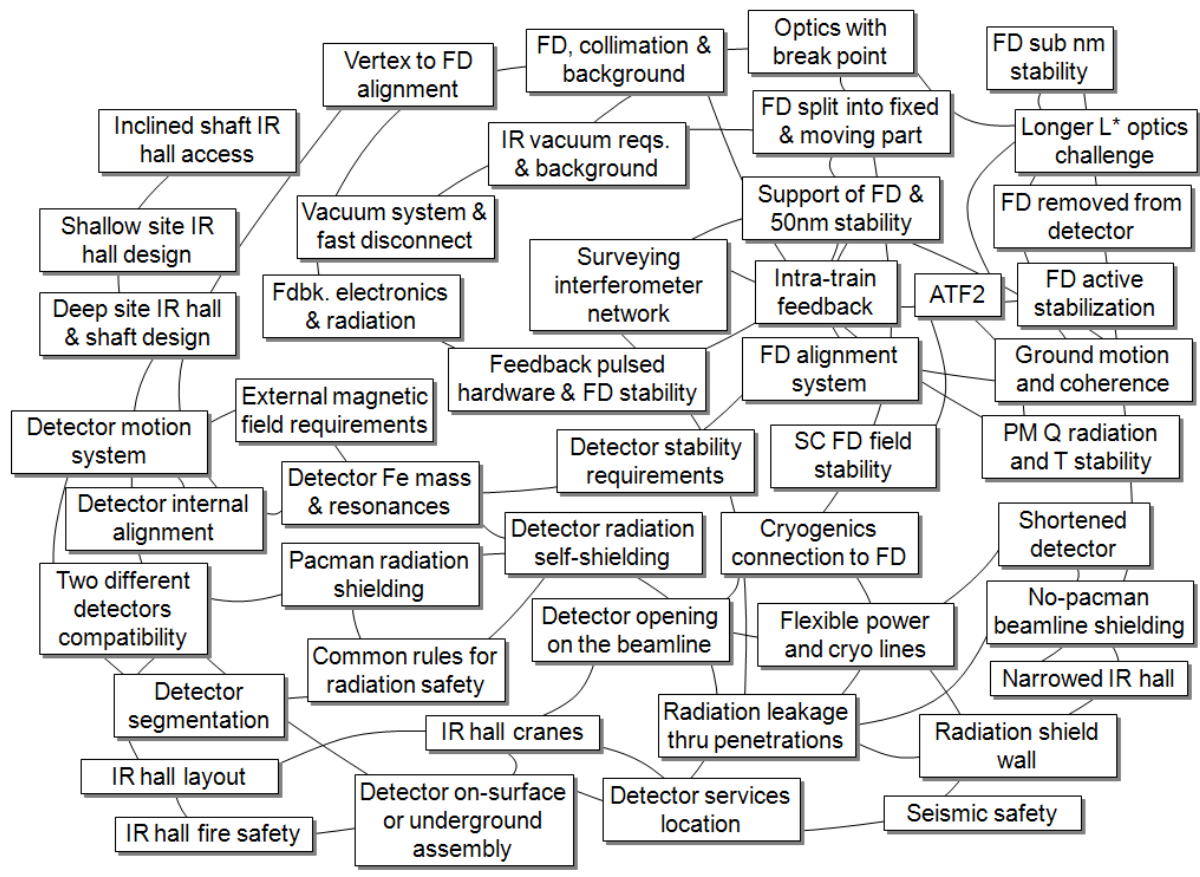 Optics with
break point
FD, collimation &
background
FD sub nm
stability
Vertex to FD
alignment
FD split into fixed
& moving part
Inclined shaft IR
hall access
Longer L* optics
challenge
IR vacuum reqs.
& background
Support of FD &
50nm stability
FD removed from
detector
Vacuum system &
fast disconnect
Shallow site IR
hall design
Surveying
interferometer
network
Intra-train
feedback
ATF2
FD active
stabilization
Fdbk. electronics
& radiation
Deep site IR hall
& shaft design
Feedback pulsed
hardware & FD stability
FD alignment
system
Ground motion
and coherence
External magnetic
field requirements
Detector motion
system
Detector stability
requirements
SC FD field
stability
PM Q radiation
and T stability
Detector Fe mass
& resonances
Detector internal
alignment
Detector radiation
self-shielding
Cryogenics
connection to FD
Shortened
detector
Pacman radiation
shielding
Two different
detectors
compatibility
Detector opening
on the beamline
Flexible power
and cryo lines
No-pacman
beamline shielding
Common rules for
radiation safety
Narrowed IR hall
Detector
segmentation
IR hall cranes
Radiation leakage
thru penetrations
Radiation shield
wall
IR hall layout
Detector on-surface
or underground
assembly
Detector services
location
Seismic safety
IR hall fire safety